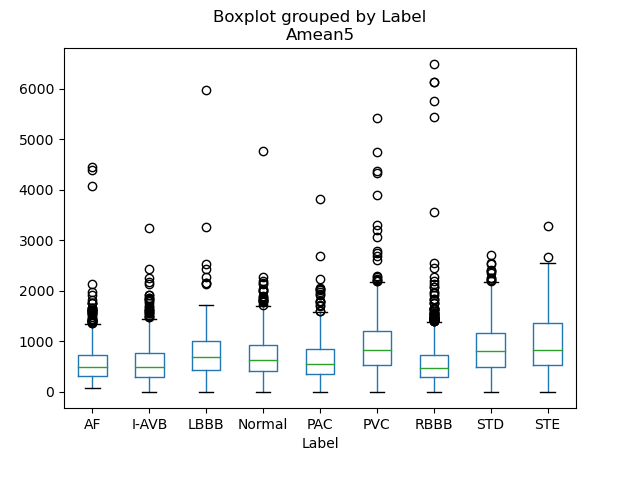 Boxplot grouped by Label
Amean5
6000
5000
4000
3000
2000
1000
0
AF I-AVB LBBB Normal PAC PVC RBBB STD STE
Label